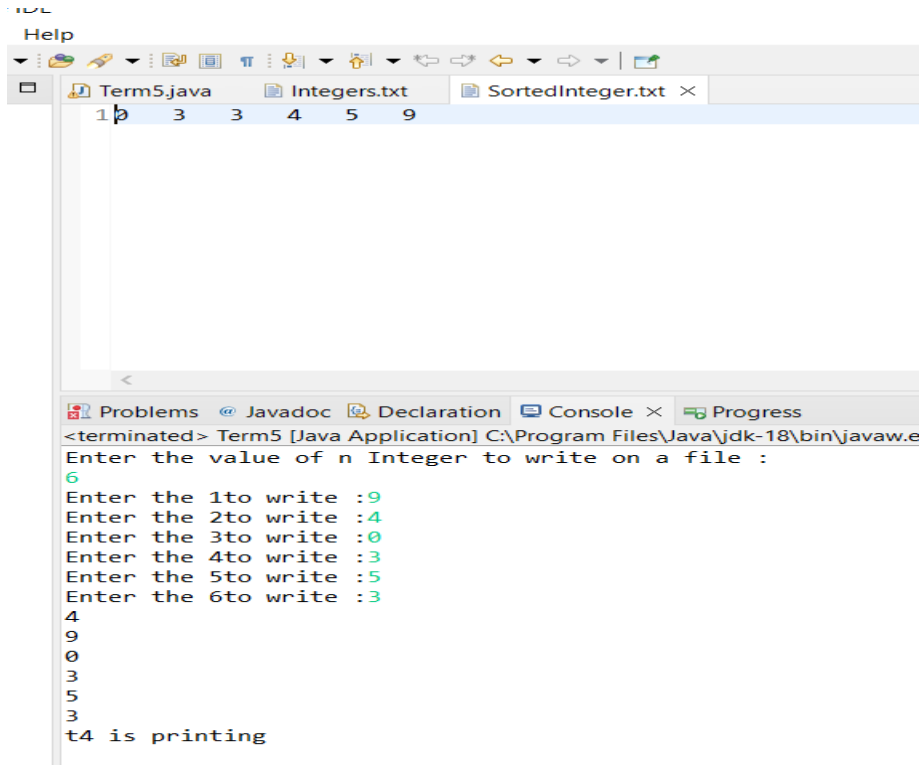 Help
Term5.java Integers.txt SortedInteger.txt
1 0 3 3 4 5 9
Problems @ Javadoc Declaration Console Progress
<terminated> Term5 [Java Application] C:\Program Files\Java\jdk-18\bin\javaw.e
Enter the value of n Integer to write on a file :
6
Enter the 1to write :9
Enter the 2to write :4
Enter the 3to write :0
Enter the 4to write :3
Enter the 5to write :5
Enter the 6to write :3
4
9
0
3
5
3
t4 is printing